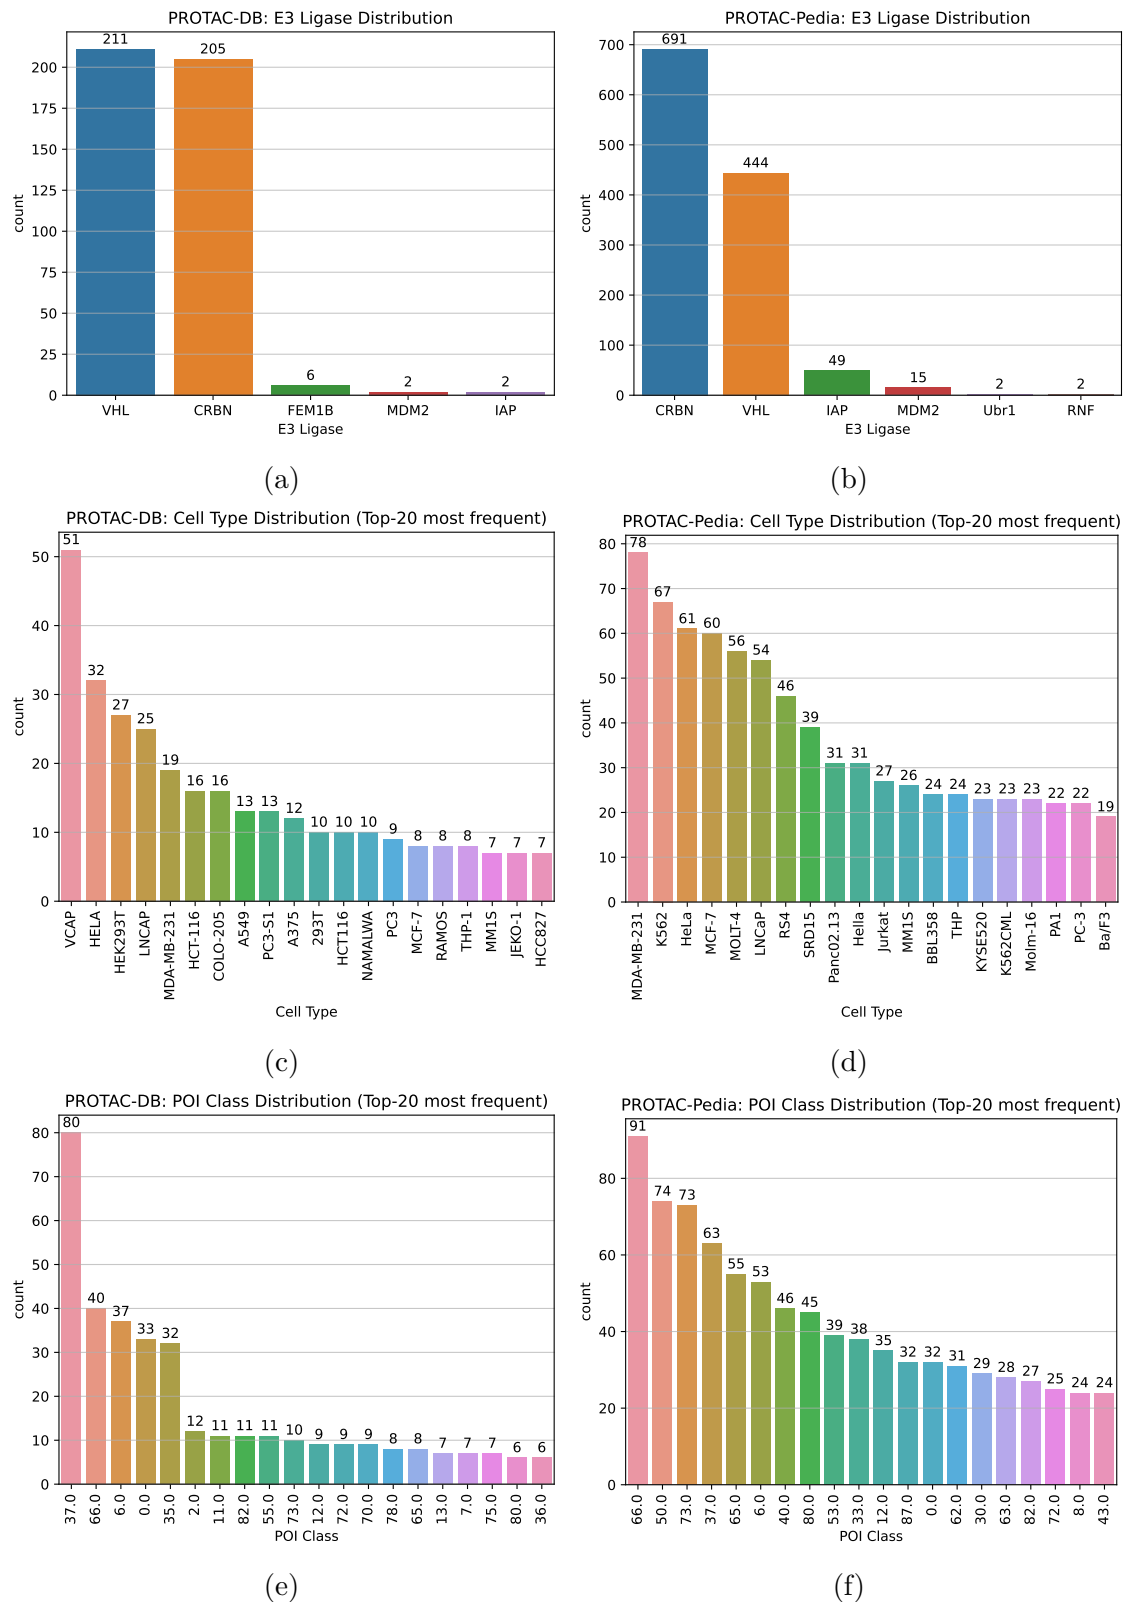 PROTAC-DB: E3 Ligase Distribution
211
205
6
2
2
200
175
150
125
100
75
50
25
0
count
VHL
CRBN
FEM1B
MDM2
IAP
E3 Ligase
(a)
PROTAC-Pedia: E3 Ligase Distribution
691
444
49
15
2
2
700
600
500
400
300
200
100
0
count
CRBN
VHL
IAP
MDM2
Ubr1
RNF
E3 Ligase
(b)
PROTAC-DB: Cell Type Distribution (Top-20 most frequent)
51
32
27
25
19
16
16
13
13
12
10
10
10
9
8
8
8
7
7
7
50
40
30
20
10
0
count
VCAP
HELA
HEK293T
LNCAP
MDA-MB-231
HCT-116
COLO-205
A549
PC3-S1
A375
293T
HCT116
NAMALWA
PC3
MCF-7
RAMOS
THP-1
MM1S
JEKO-1
HCC827
Cell Type
(c)
PROTAC-Pedia: Cell Type Distribution (Top-20 most frequent)
78
67
61
60
56
54
46
39
31
31
27
26
24
24
23
23
23
22
22
19
80
70
60
50
40
30
20
10
0
count
MDA-MB-231
K562
HeLa
MCF-7
MOLT-4
LNCaP
RS4
SRD15
Panc02.13
Hella
Jurkat
MM1S
BBL358
THP
KYSE520
K562CML
Molm-16
PA1
PC-3
Ba/F3
Cell Type
(d)
PROTAC-DB: POI Class Distribution (Top-20 most frequent)
80
40
37
33
32
12
11
11
11
10
9
9
9
8
8
7
7
7
6
6
80
70
60
50
40
30
20
10
0
count
37.0
66.0
6.0
0.0
35.0
2.0
11.0
82.0
55.0
73.0
12.0
72.0
70.0
78.0
65.0
13.0
7.0
75.0
80.0
36.0
POI Class
(e)
PROTAC-Pedia: POI Class Distribution (Top-20 most frequent)
91
74
73
63
55
53
46
45
39
38
35
32
32
31
29
28
27
25
24
24
80
60
40
20
0
count
66.0
50.0
73.0
37.0
65.0
6.0
40.0
80.0
53.0
33.0
12.0
87.0
0.0
62.0
30.0
63.0
82.0
72.0
8.0
43.0
POI Class
(f)